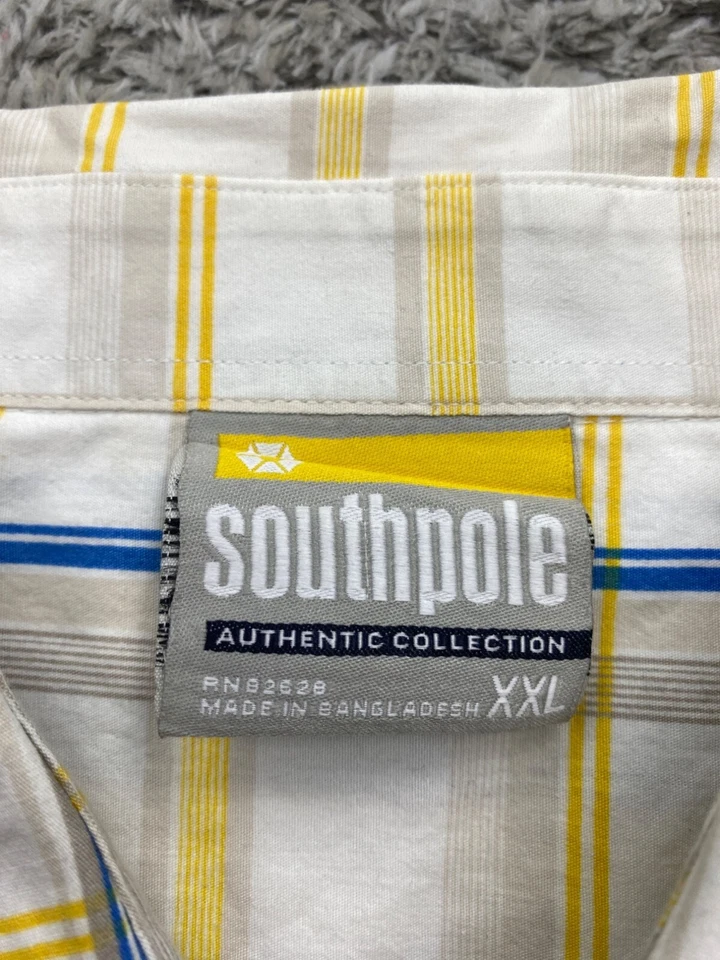 southpole
AUTHENTIC COLLECTION
RN82628
MADE IN BANGLADESH XXL